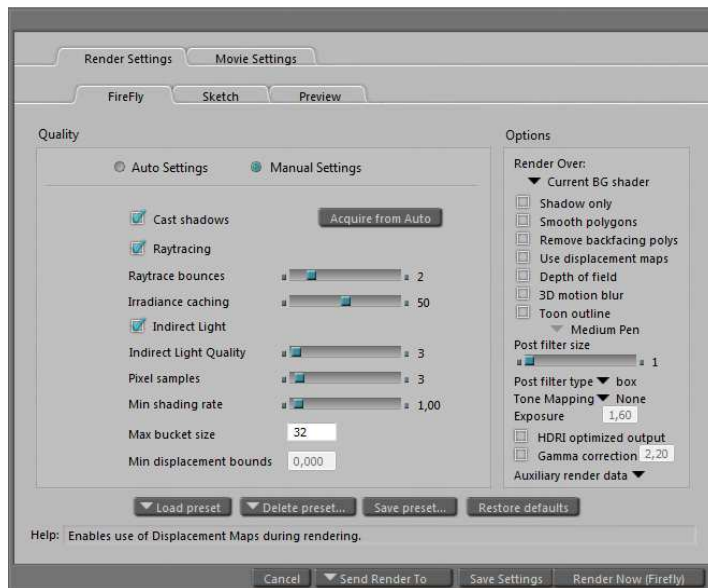 Render Settings Movie Settings
FireFly Sketch Preview
Quality
Auto Settings Manual Settings
Cast shadows Acquire from Auto
Raytracing
Raytrace bounces 2
Irradiance caching 50
Indirect Light
Indirect Light Quality 3
Pixel samples 3
Min shading rate 1,00
Max bucket size 32
Min displacement bounds 0,000
Options
Render Over:
Current BG shader
Shadow only
Smooth polygons
Remove backfacing polys
Use displacement maps
Depth of field
3D motion blur
Toon outline
Medium Pen
Post filter size
1
Post filter type box
Tone Mapping None
Exposure 1,60
HDRI optimized output
Gamma correction 2,20
Auxiliary render data
Load preset Delete preset... Save preset... Restore defaults
Help: Enables use of Displacement Maps during rendering.
Cancel Send Render To Save Settings Render Now (Firefly)